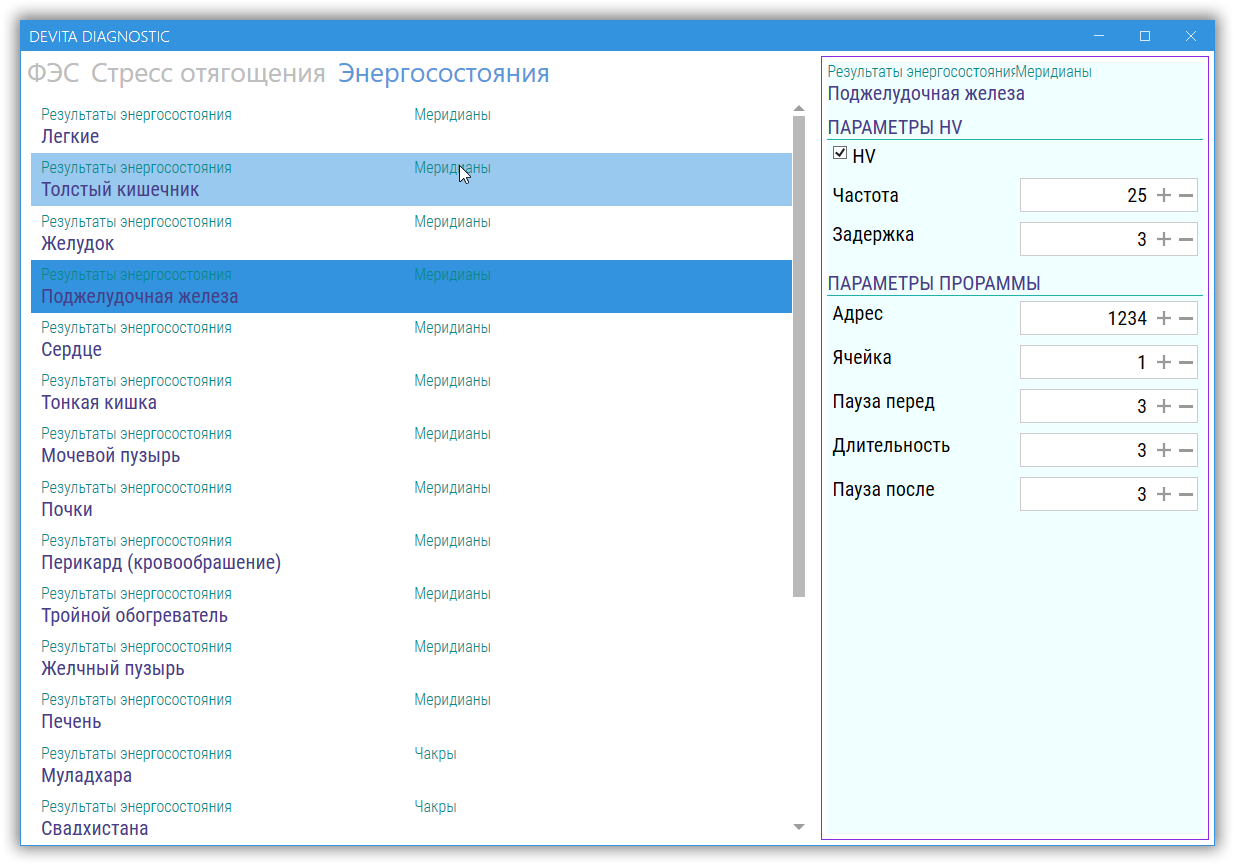 DEVITA DIAGNOSTIC
ФЭС Стресс отягощения Энергосостояния
Результаты энергосостояния Меридианы
Легкие
Результаты энергосостояния Меридианы
Толстый кишечник
Результаты энергосостояния Меридианы
Желудок
Результаты энергосостояния Меридианы
Поджелудочная железа
Результаты энергосостояния Меридианы
Сердце
Результаты энергосостояния Меридианы
Тонкая кишка
Результаты энергосостояния Меридианы
Мочевой пузырь
Результаты энергосостояния Меридианы
Почки
Результаты энергосостояния Меридианы
Перикард (кровообрашение)
Результаты энергосостояния Меридианы
Тройной обогреватель
Результаты энергосостояния Меридианы
Желчный пузырь
Результаты энергосостояния Меридианы
Печень
Результаты энергосостояния Чакры
Муладхара
Результаты энергосостояния Чакры
Свадхистана
Результаты энергосостоянияМеридианы
Поджелудочная железа
ПАРАМЕТРЫ HV
HV
Частота 25
Задержка 3
ПАРАМЕТРЫ ПРОРАММЫ
Адрес 1234
Ячейка 1
Пауза перед 3
Длительность 3
Пауза после 3